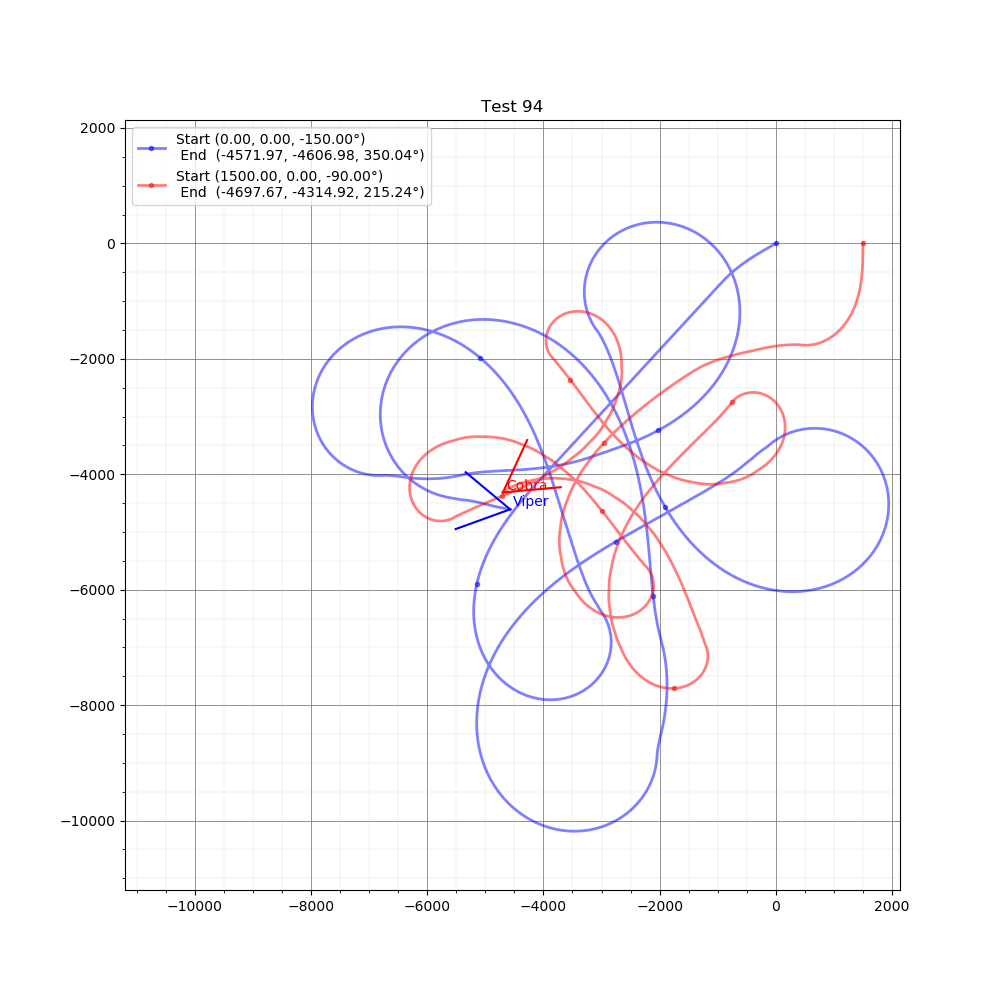 Test 94
Start (0.00, 0.00, -150.00°)
End  (-4571.97, -4606.98, 350.04°)
Start (1500.00, 0.00, -90.00°)
End  (-4697.67, -4314.92, 215.24°)
2000
0
−2000
−4000
−6000
−8000
−10000
Cobra
Viper
−10000 −8000 −6000 −4000 −2000 0 2000